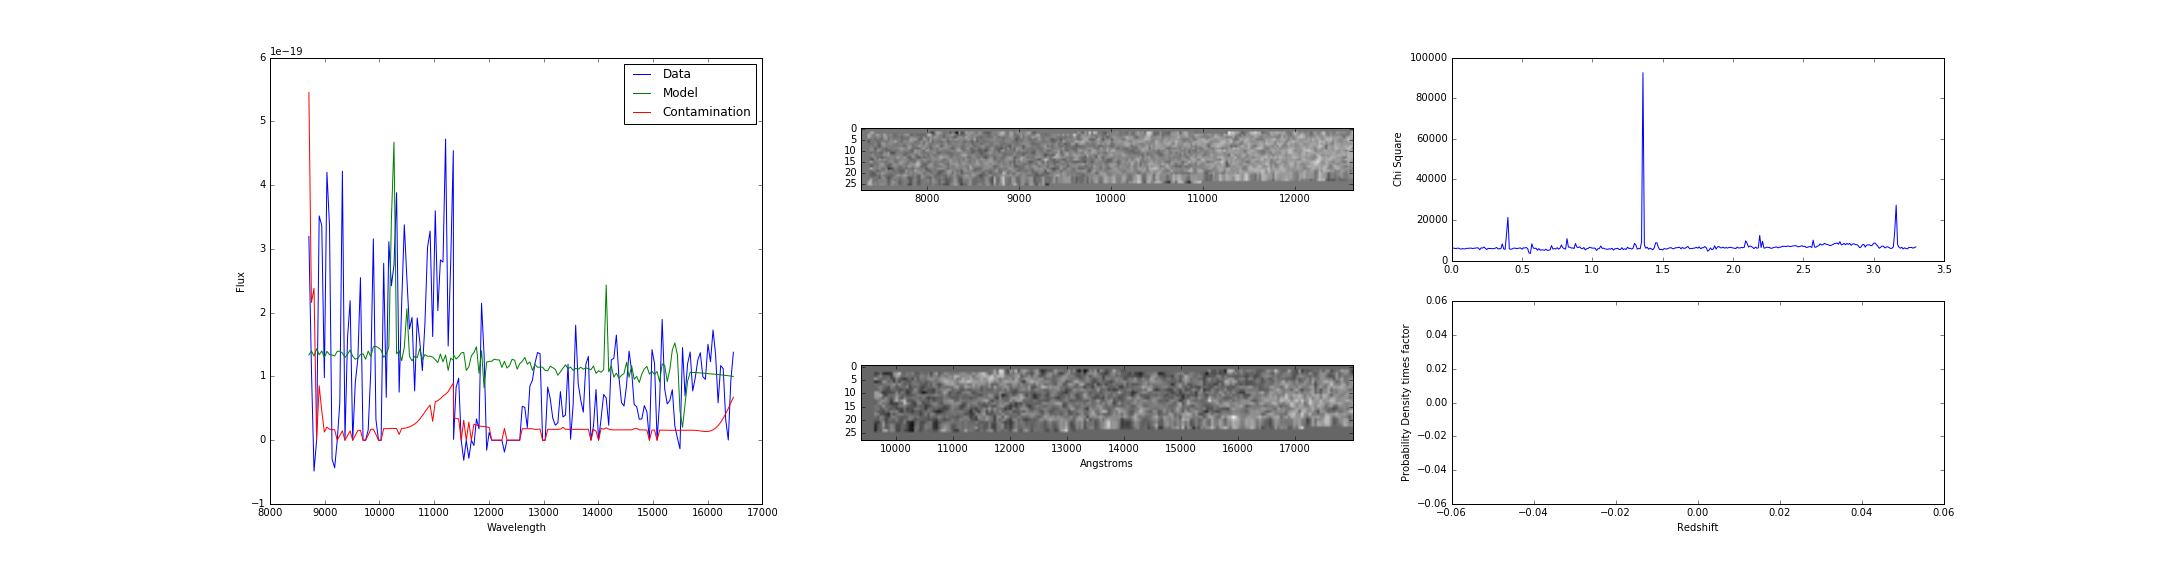 1e−19
6
5
4
3
2
1
0
−1
Flux
Data
Model
Contamination
8000 9000 10000 11000 12000 13000 14000 15000 16000 17000
Wavelength
0
5
10
15
20
25
8000 9000 10000 11000 12000
0
5
10
15
20
25
10000 11000 12000 13000 14000 15000 16000 17000
Angstroms
100000
80000
60000
40000
20000
0
Chi Square
0.0 0.5 1.0 1.5 2.0 2.5 3.0 3.5
0.06
0.04
0.02
0.00
−0.02
−0.04
−0.06
Probability Density times factor
−0.06 −0.04 −0.02 0.00 0.02 0.04 0.06
Redshift